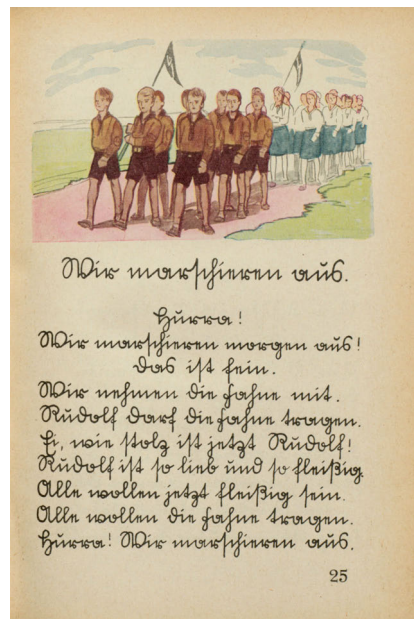 Wir marschieren aus.
Hurra!
Wir marschieren morgen aus!
Das ist fein.
Wir nehmen die Fahne mit.
Rudolf darf die Fahne tragen.
Ei, wie stolz ist jetzt Rudolf!
Rudolf ist so lieb und so fleißig.
Alle wollen jetzt fleißig sein.
Alle wollen die Fahne tragen.
Hurra! Wir marschieren aus.
25